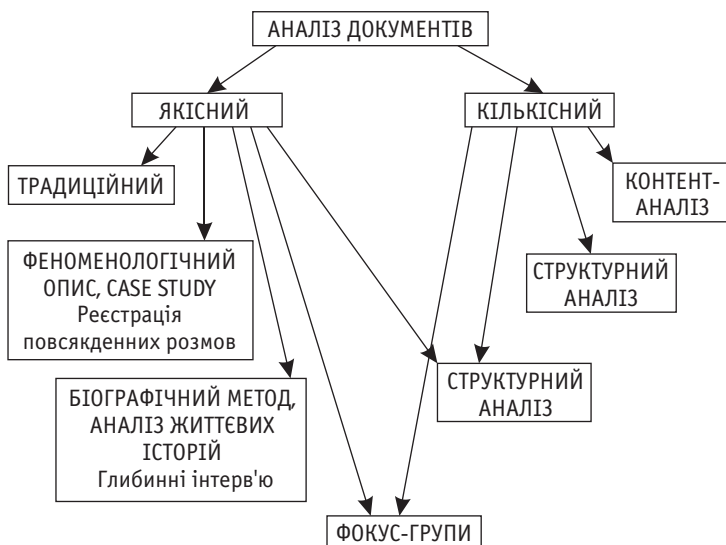 АНАЛІЗ ДОКУМЕНТІВ
ЯКІСНИЙ
КІЛЬКІСНИЙ
ТРАДИЦІЙНИЙ
КОНТЕНТ-
АНАЛІЗ
ФЕНОМЕНОЛОГІЧНИЙ
ОПИС, CASE STUDY
Реєстрація
повсякденних розмов
СТРУКТУРНИЙ
АНАЛІЗ
БІОГРАФІЧНИЙ МЕТОД,
АНАЛІЗ ЖИТТЄВИХ
ІСТОРІЙ
Глибинні інтерв'ю
СТРУКТУРНИЙ
АНАЛІЗ
ФОКУС-ГРУПИ